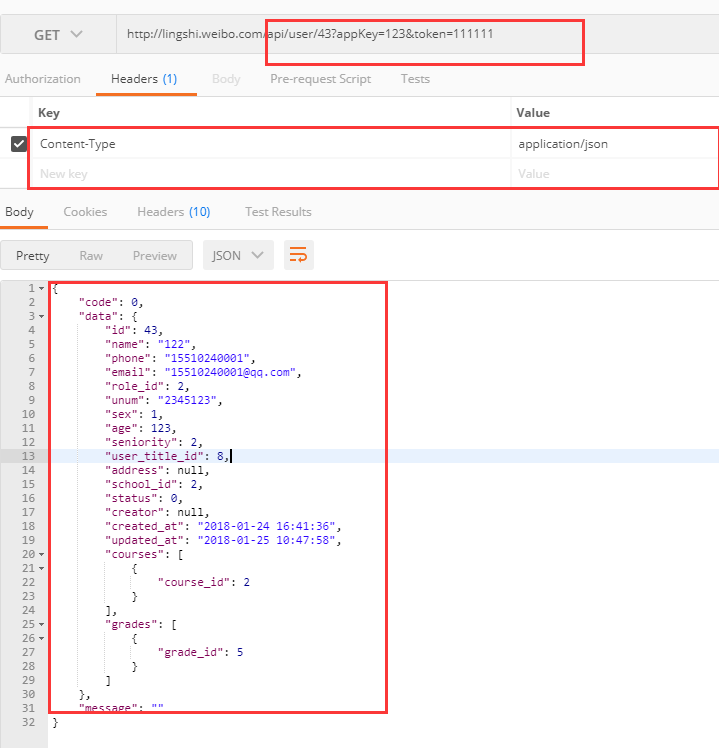 GET http://lingshi.weibo.com/api/user/43?appKey=123&token=111111
Authorization Headers (1) Body Pre-request Script Tests
Key Value
Content-Type application/json
New key Value
Body Cookies Headers (10) Test Results
Pretty Raw Preview JSON
1 {
2 "code": 0,
3 "data": {
4 "id": 43,
5 "name": "122",
6 "phone": "15510240001",
7 "email": "15510240001@qq.com",
8 "role_id": 2,
9 "unum": "2345123",
10 "sex": 1,
11 "age": 123,
12 "seniority": 2,
13 "user_title_id": 8,
14 "address": null,
15 "school_id": 2,
16 "status": 0,
17 "creator": null,
18 "created_at": "2018-01-24 16:41:36",
19 "updated_at": "2018-01-25 10:47:58",
20 "courses": [
21 {
22 "course_id": 2
23 }
24 ],
25 "grades": [
26 {
27 "grade_id": 5
28 }
29 ]
30 },
31 "message": ""
32 }